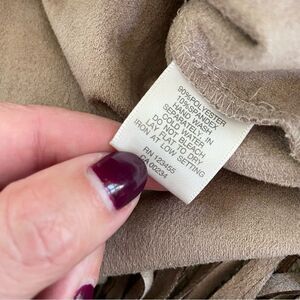 90% POLYESTER
10% SPANDEX
HAND WASH
SEPARATELY IN
COLD WATER
DO NOT BLEACH
LAY FLAT TO DRY
IRON AT LOW SETTING
RN 123455
CA 00234